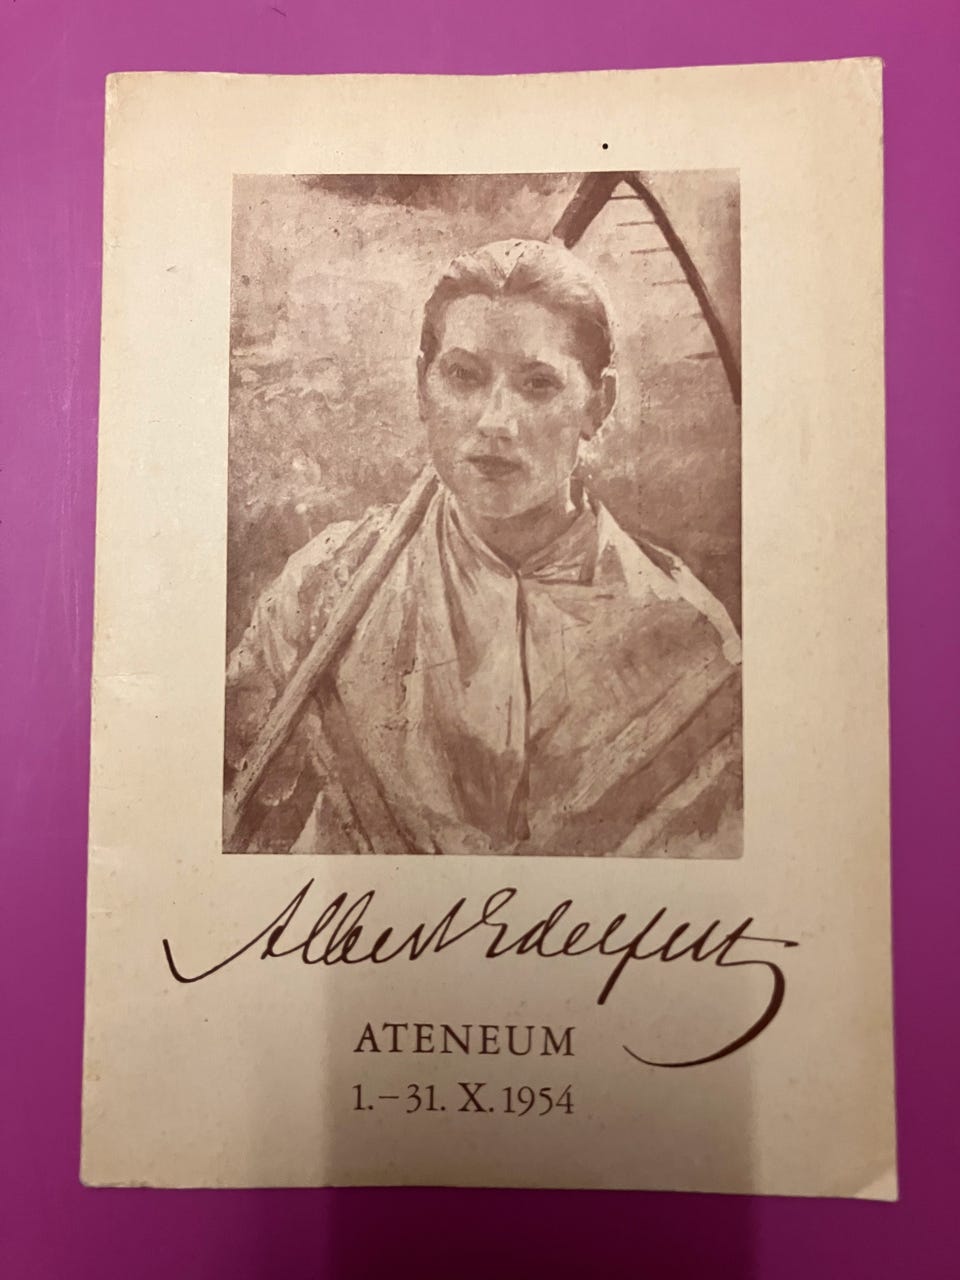 Albert Edelfelt
ATENEUM
1.–31. X. 1954